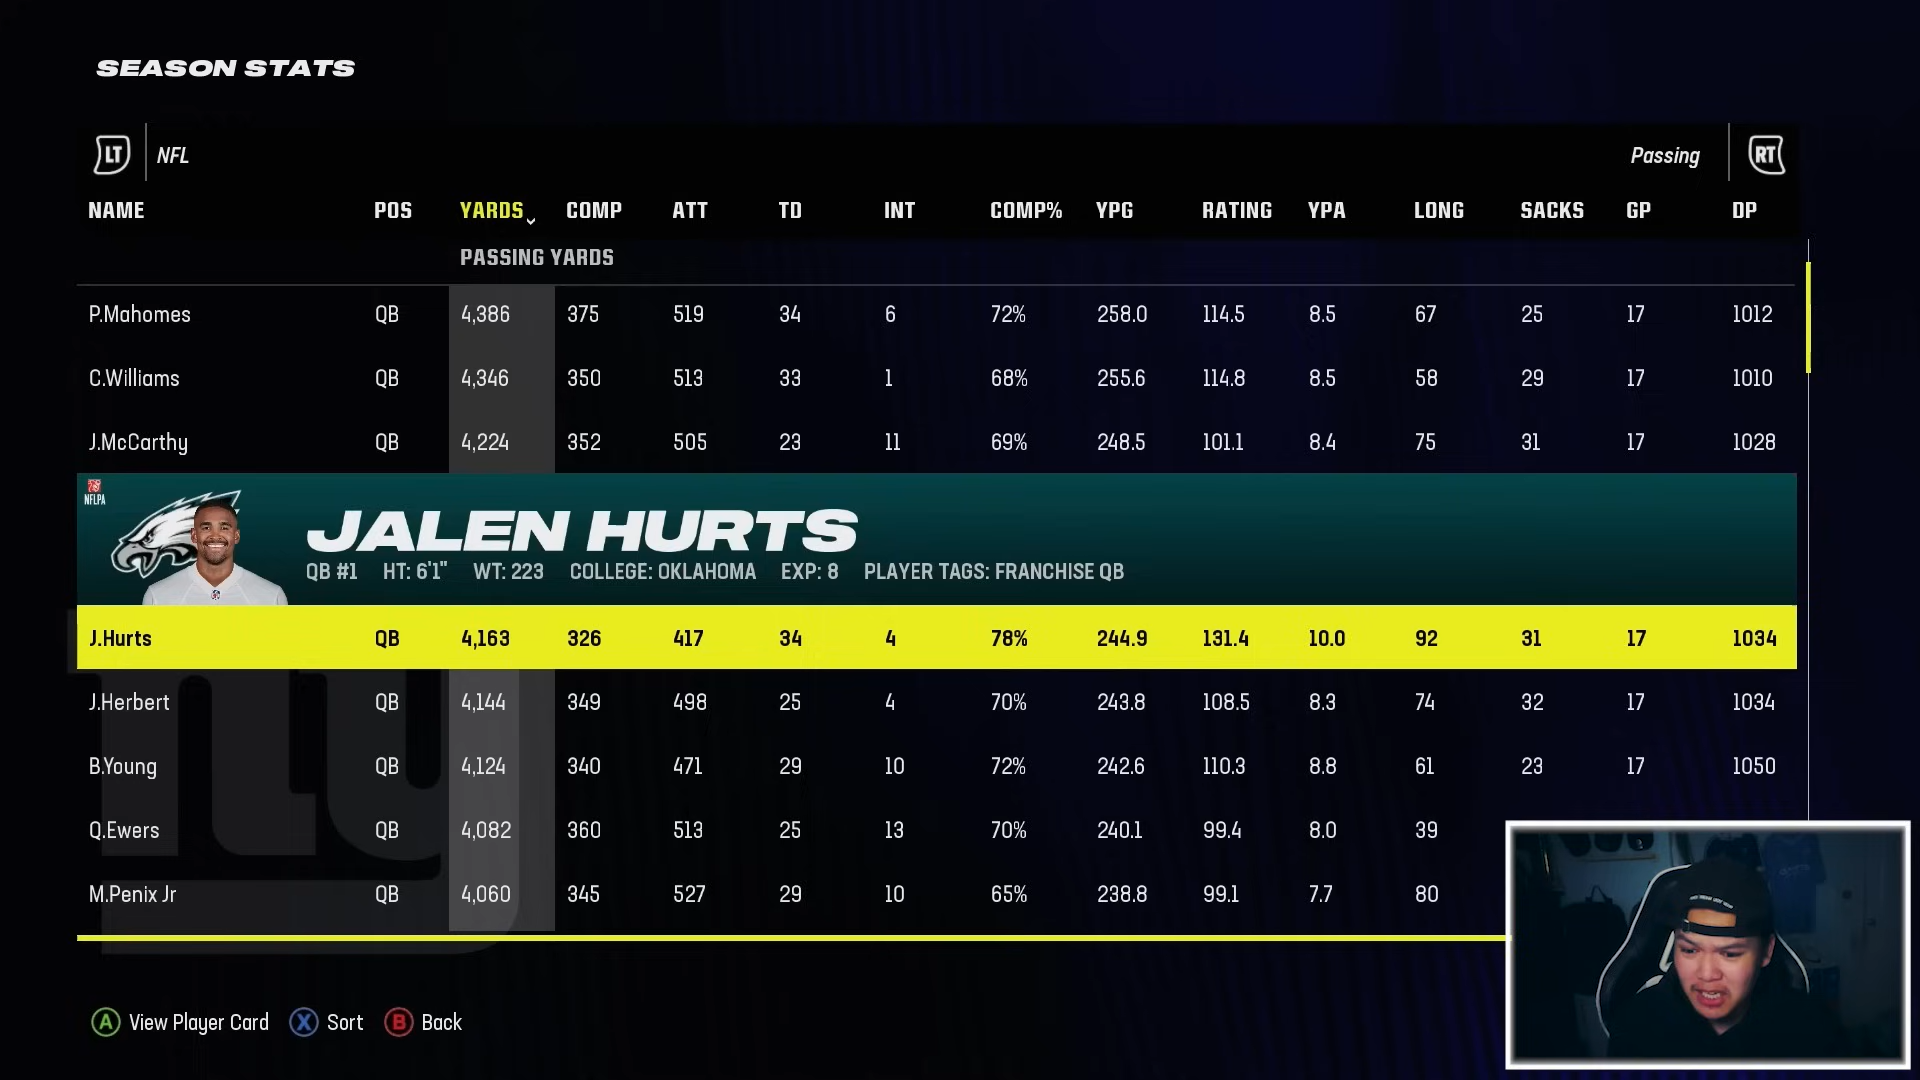 SEASON STATS
LT NFL Passing RT
NAME POS YARDS COMP ATT TD INT COMP% YPG RATING YPA LONG SACKS GP DP
PASSING YARDS
P.Mahomes QB 4,386 375 519 34 6 72% 258.0 114.5 8.5 67 25 17 1012
C.Williams QB 4,346 350 513 33 1 68% 255.6 114.8 8.5 58 29 17 1010
J.McCarthy QB 4,224 352 505 23 11 69% 248.5 101.1 8.4 75 31 17 1028
NFLPA
JALEN HURTS
QB #1 HT: 6'1" WT: 223 COLLEGE: OKLAHOMA EXP: 8 PLAYER TAGS: FRANCHISE QB
J.Hurts QB 4,163 326 417 34 4 78% 244.9 131.4 10.0 92 31 17 1034
J.Herbert QB 4,144 349 498 25 4 70% 243.8 108.5 8.3 74 32 17 1034
B.Young QB 4,124 340 471 29 10 72% 242.6 110.3 8.8 61 23 17 1050
Q.Ewers QB 4,082 360 513 25 13 70% 240.1 99.4 8.0 39
M.Penix Jr QB 4,060 345 527 29 10 65% 238.8 99.1 7.7 80
A View Player Card X Sort B Back